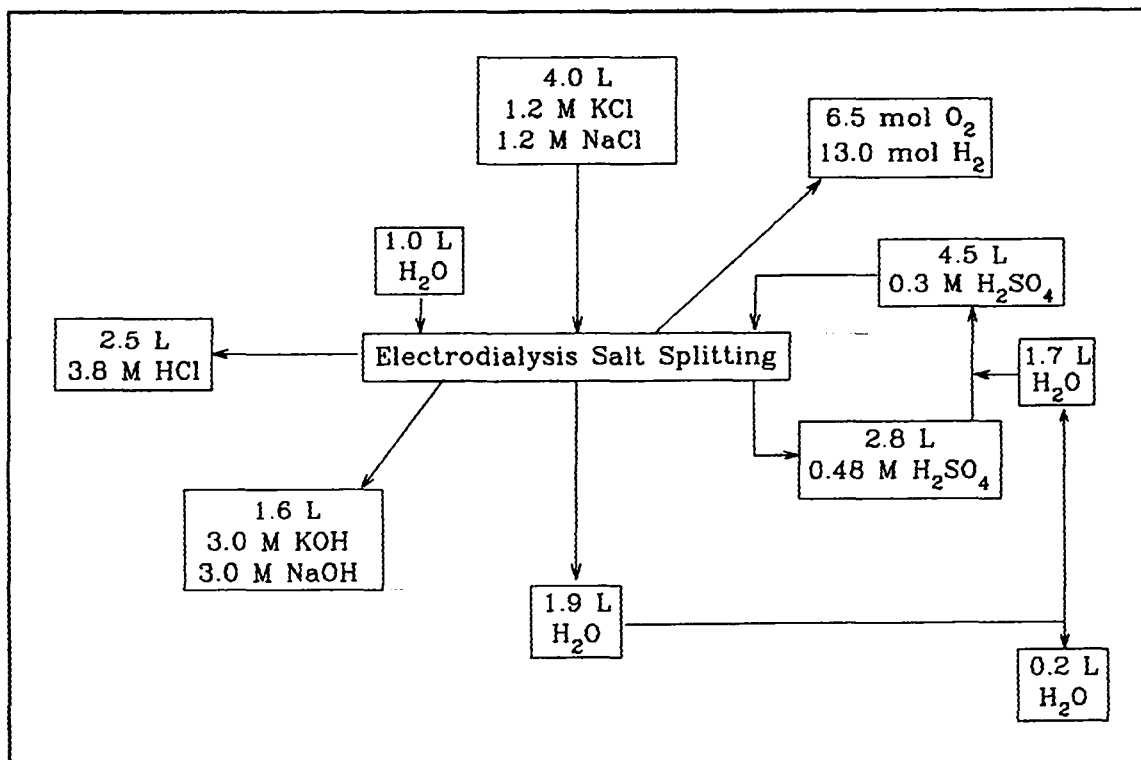 4.0 L
1.2 M KCl
1.2 M NaCl
6.5 mol O₂
13.0 mol H₂
1.0 L
H₂O
4.5 L
0.3 M H₂SO₄
2.5 L
3.8 M HCl
Electrodialysis Salt Splitting
1.7 L
H₂O
2.8 L
0.48 M H₂SO₄
1.6 L
3.0 M KOH
3.0 M NaOH
1.9 L
H₂O
0.2 L
H₂O